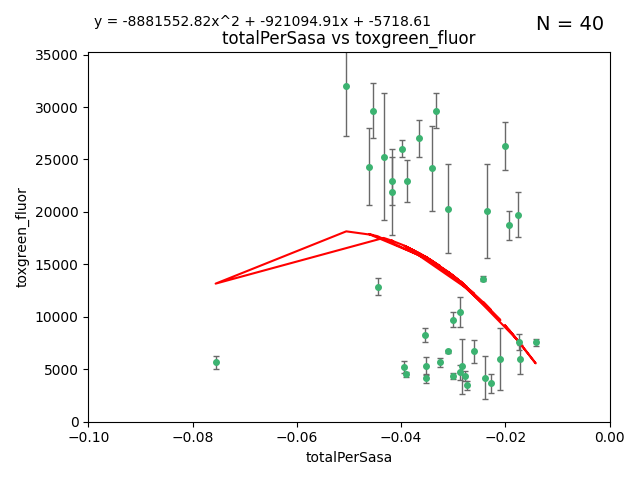 y = -8881552.82x^2 + -921094.91x + -5718.61
N = 40
totalPerSasa vs toxgreen_fluor
35000
30000
25000
20000
15000
10000
5000
0
toxgreen_fluor
−0.10 −0.08 −0.06 −0.04 −0.02 0.00
totalPerSasa